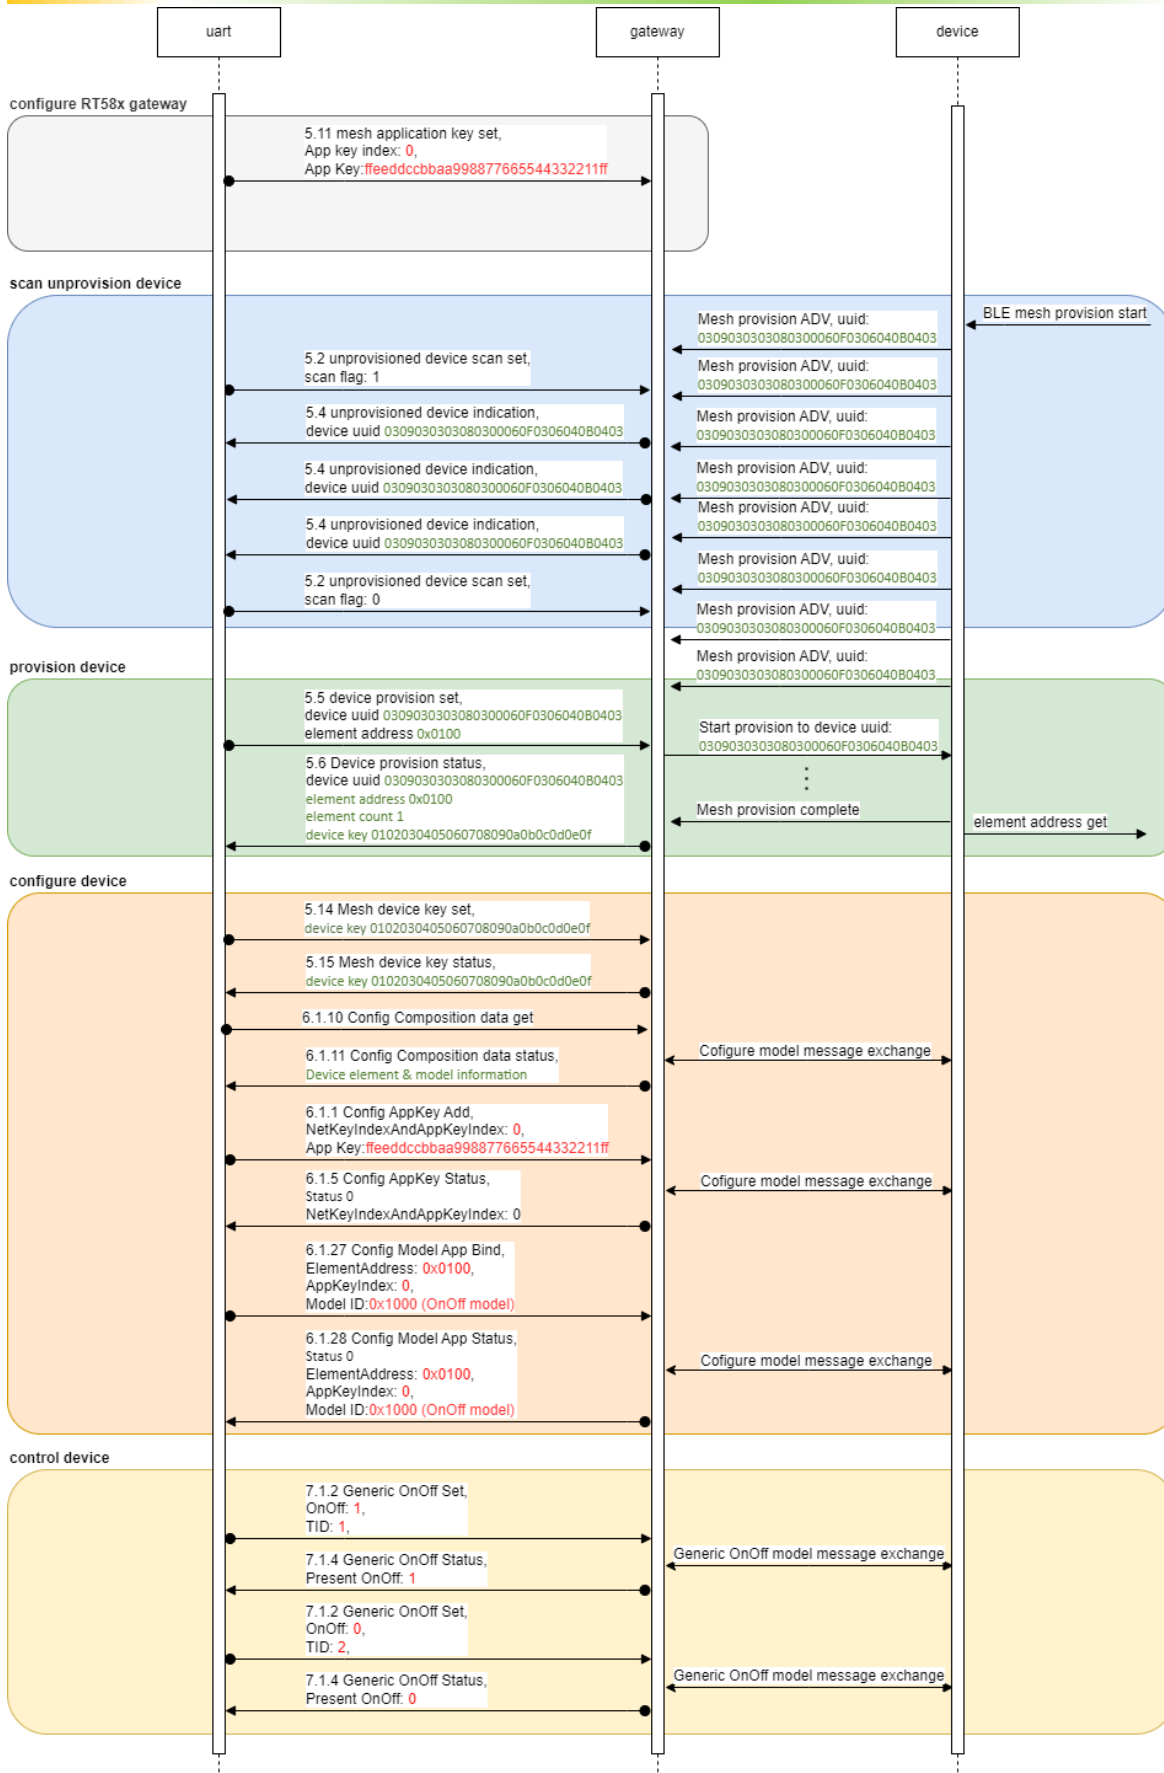 uart
gateway
device
configure RT58x gateway
5.11 mesh application key set,
App key index: 0,
App Key:ffeeddccbbaa998877665544332211ff
scan unprovision device
BLE mesh provision start
Mesh provision ADV, uuid:
0309030303080300060F0306040B0403
5.2 unprovisioned device scan set,
scan flag: 1
Mesh provision ADV, uuid:
0309030303080300060F0306040B0403
5.4 unprovisioned device indication,
device uuid 0309030303080300060F0306040B0403
Mesh provision ADV, uuid:
0309030303080300060F0306040B0403
5.4 unprovisioned device indication,
device uuid 0309030303080300060F0306040B0403
Mesh provision ADV, uuid:
0309030303080300060F0306040B0403
Mesh provision ADV, uuid:
0309030303080300060F0306040B0403
5.4 unprovisioned device indication,
device uuid 0309030303080300060F0306040B0403
Mesh provision ADV, uuid:
0309030303080300060F0306040B0403
5.2 unprovisioned device scan set,
scan flag: 0
Mesh provision ADV, uuid:
0309030303080300060F0306040B0403
Mesh provision ADV, uuid:
0309030303080300060F0306040B0403
provision device
5.5 device provision set,
device uuid 0309030303080300060F0306040B0403
element address 0x0100
Start provision to device uuid:
0309030303080300060F0306040B0403
5.6 Device provision status,
device uuid 0309030303080300060F0306040B0403
element address 0x0100
element count 1
device key 0102030405060708090a0b0c0d0e0f
Mesh provision complete
element address get
configure device
5.14 Mesh device key set,
device key 0102030405060708090a0b0c0d0e0f
5.15 Mesh device key status,
device key 0102030405060708090a0b0c0d0e0f
6.1.10 Config Composition data get
Cofigure model message exchange
6.1.11 Config Composition data status,
Device element & model information
6.1.1 Config AppKey Add,
NetKeyIndexAndAppKeyIndex: 0,
App Key:ffeeddccbbaa998877665544332211ff
Cofigure model message exchange
6.1.5 Config AppKey Status,
Status 0
NetKeyIndexAndAppKeyIndex: 0
6.1.27 Config Model App Bind,
ElementAddress: 0x0100,
AppKeyIndex: 0,
Model ID:0x1000 (OnOff model)
6.1.28 Config Model App Status,
Status 0
ElementAddress: 0x0100,
AppKeyIndex: 0,
Model ID:0x1000 (OnOff model)
Cofigure model message exchange
control device
7.1.2 Generic OnOff Set,
OnOff: 1,
TID: 1,
Generic OnOff model message exchange
7.1.4 Generic OnOff Status,
Present OnOff: 1
7.1.2 Generic OnOff Set,
OnOff: 0,
TID: 2,
Generic OnOff model message exchange
7.1.4 Generic OnOff Status,
Present OnOff: 0